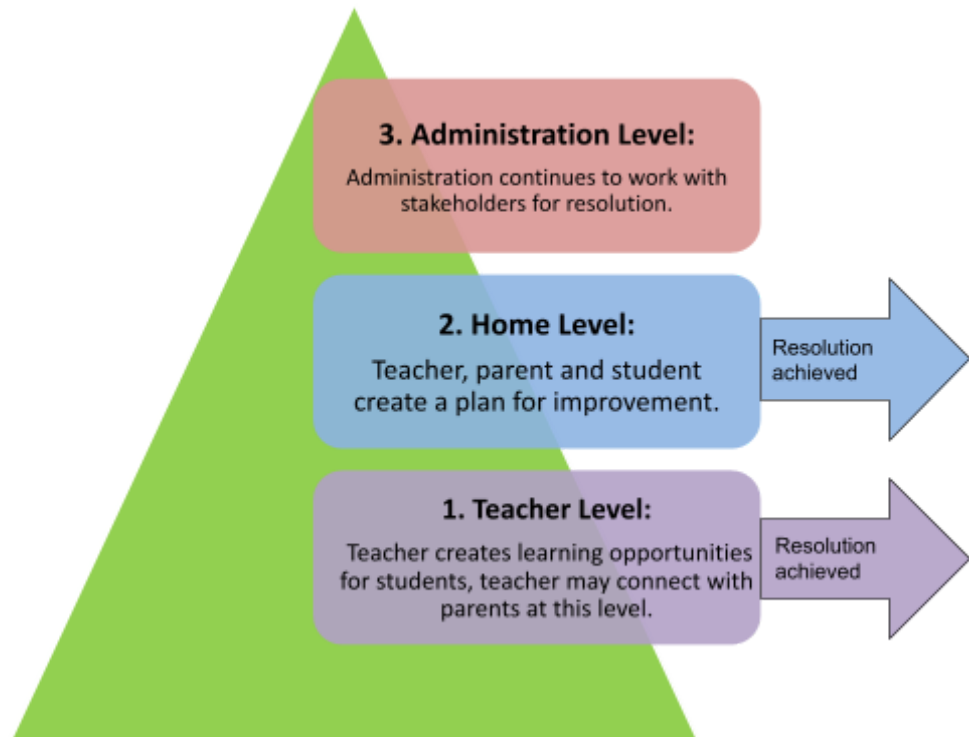 3. Administration Level:
Administration continues to work with
stakeholders for resolution.
2. Home Level:
Teacher, parent and student
create a plan for improvement.
Resolution
achieved
1. Teacher Level:
Teacher creates learning opportunities
for students, teacher may connect with
parents at this level.
Resolution
achieved